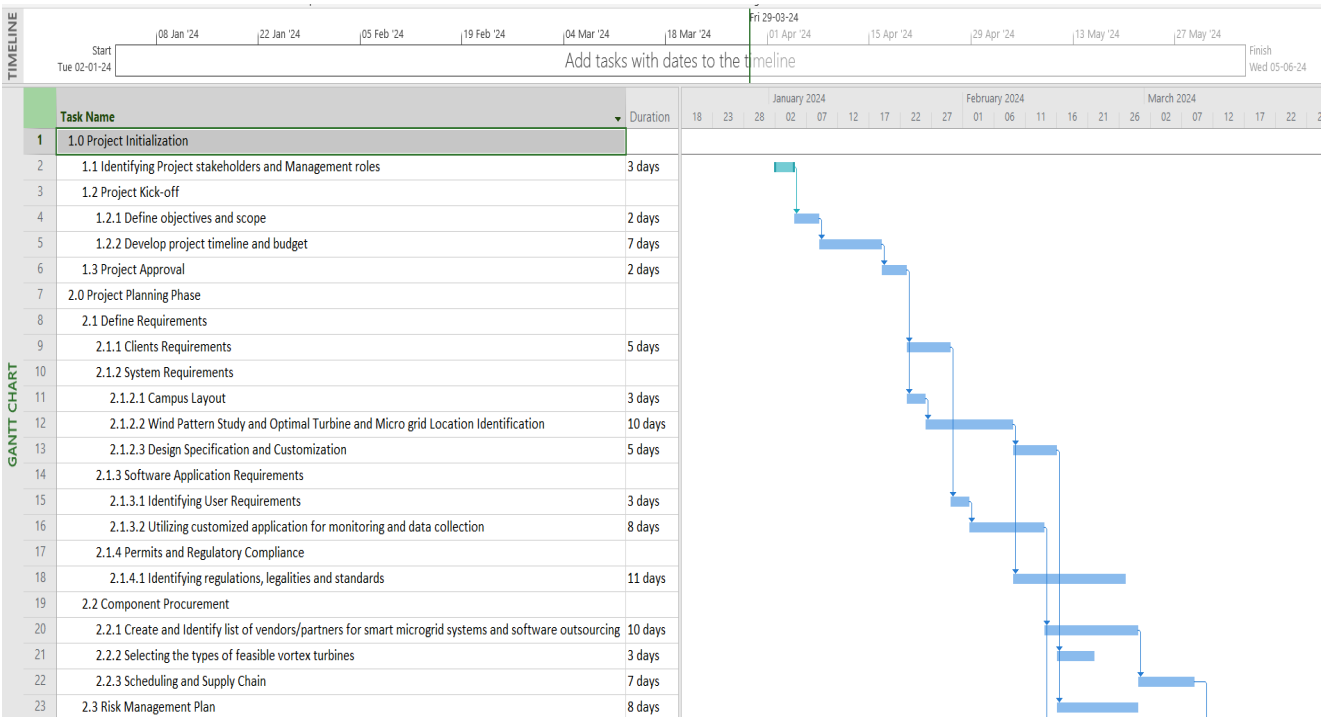 Fri 29-03-24
08 Jan '24 22 Jan '24 05 Feb '24 19 Feb '24 04 Mar '24 18 Mar '24 01 Apr '24 15 Apr '24 29 Apr '24 13 May '24 27 May '24
TIMELINE
Start
Tue 02-01-24
Add tasks with dates to the timeline
Finish
Wed 05-06-24
January 2024 February 2024 March 2024
Task Name Duration 18 23 28 02 07 12 17 22 27 01 06 11 16 21 26 02 07 12 17 22
GANTT CHART
1 1.0 Project Initialization
2 1.1 Identifying Project stakeholders and Management roles 3 days
3 1.2 Project Kick-off
4 1.2.1 Define objectives and scope 2 days
5 1.2.2 Develop project timeline and budget 7 days
6 1.3 Project Approval 2 days
7 2.0 Project Planning Phase
8 2.1 Define Requirements
9 2.1.1 Clients Requirements 5 days
10 2.1.2 System Requirements
11 2.1.2.1 Campus Layout 3 days
12 2.1.2.2 Wind Pattern Study and Optimal Turbine and Micro grid Location Identification 10 days
13 2.1.2.3 Design Specification and Customization 5 days
14 2.1.3 Software Application Requirements
15 2.1.3.1 Identifying User Requirements 3 days
16 2.1.3.2 Utilizing customized application for monitoring and data collection 8 days
17 2.1.4 Permits and Regulatory Compliance
18 2.1.4.1 Identifying regulations, legalities and standards 11 days
19 2.2 Component Procurement
20 2.2.1 Create and Identify list of vendors/partners for smart microgrid systems and software outsourcing 10 days
21 2.2.2 Selecting the types of feasible vortex turbines 3 days
22 2.2.3 Scheduling and Supply Chain 7 days
23 2.3 Risk Management Plan 8 days